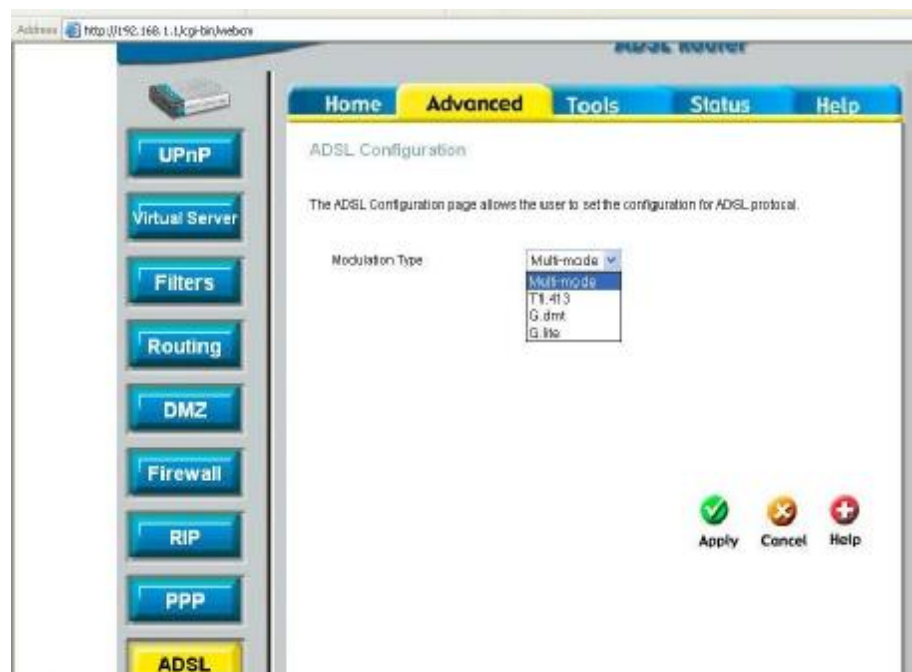 Address http://192.168.1.1/cgi-bin/webcm
ADSL Router
Home Advanced Tools Status Help
UPnP
Virtual Server
Filters
Routing
DMZ
Firewall
RIP
PPP
ADSL
ADSL Configuration
The ADSL Configuration page allows the user to set the configuration for ADSL protocal.
Modulation Type
Multi-mode
Multi-mode
T1.413
G.dmt
G.lite
Apply Cancel Help